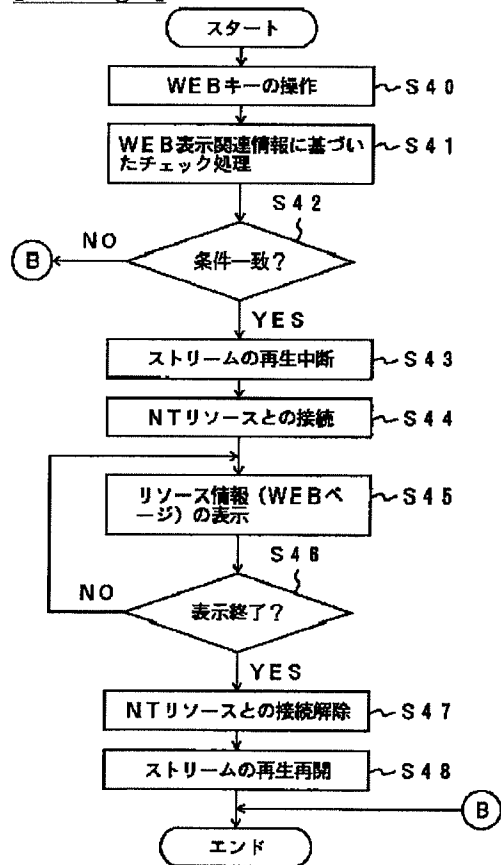 スタート
WEBキーの操作
S40
WEB表示関連情報に基づい
たチェック処理
S41
S42
条件一致?
NO
B
YES
ストリームの再生中断
S43
NTリソースとの接続
S44
リソース情報(WEBペ
ージ)の表示
S45
S46
表示終了?
NO
YES
NTリソースとの接続解除
S47
ストリームの再生再開
S48
B
エンド